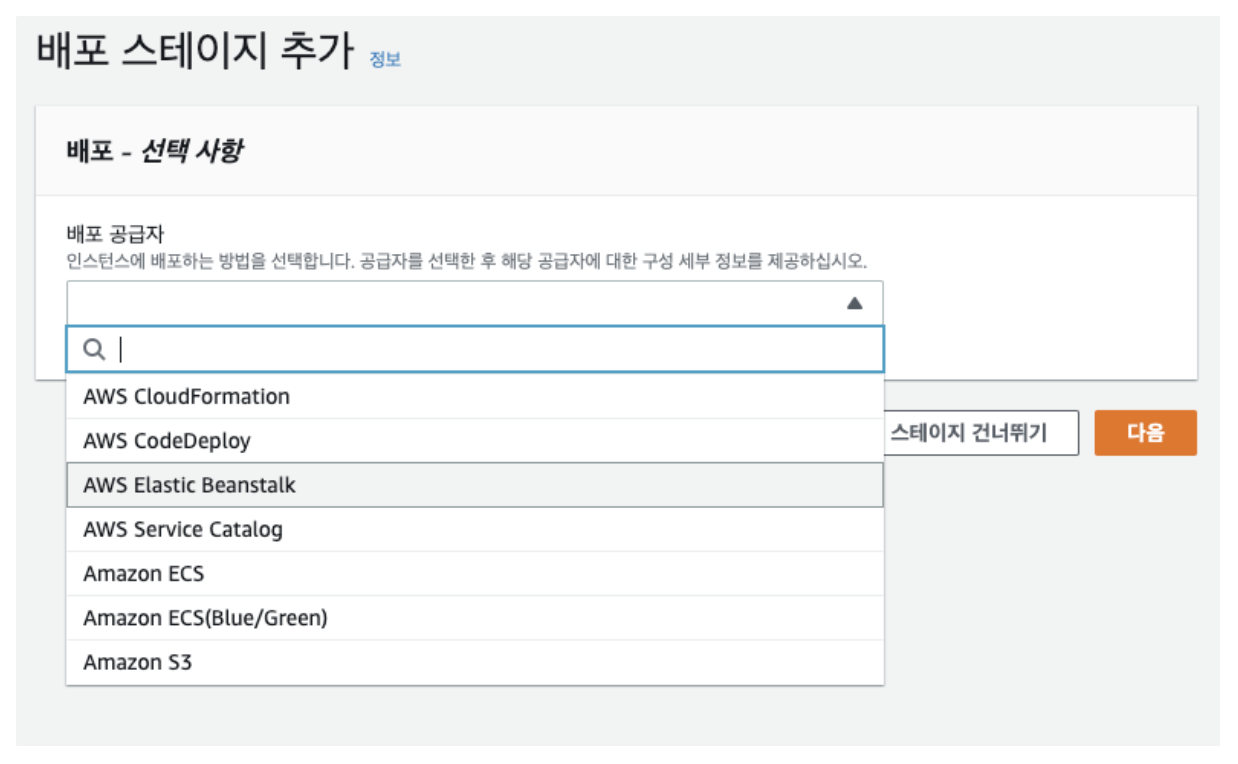 배포 스테이지 추가 정보
배포 - 선택 사항
배포 공급자
인스턴스에 배포하는 방법을 선택합니다. 공급자를 선택한 후 해당 공급자에 대한 구성 세부 정보를 제공하십시오.
AWS CloudFormation
스테이지 건너뛰기 다음
AWS CodeDeploy
AWS Elastic Beanstalk
AWS Service Catalog
Amazon ECS
Amazon ECS(Blue/Green)
Amazon S3